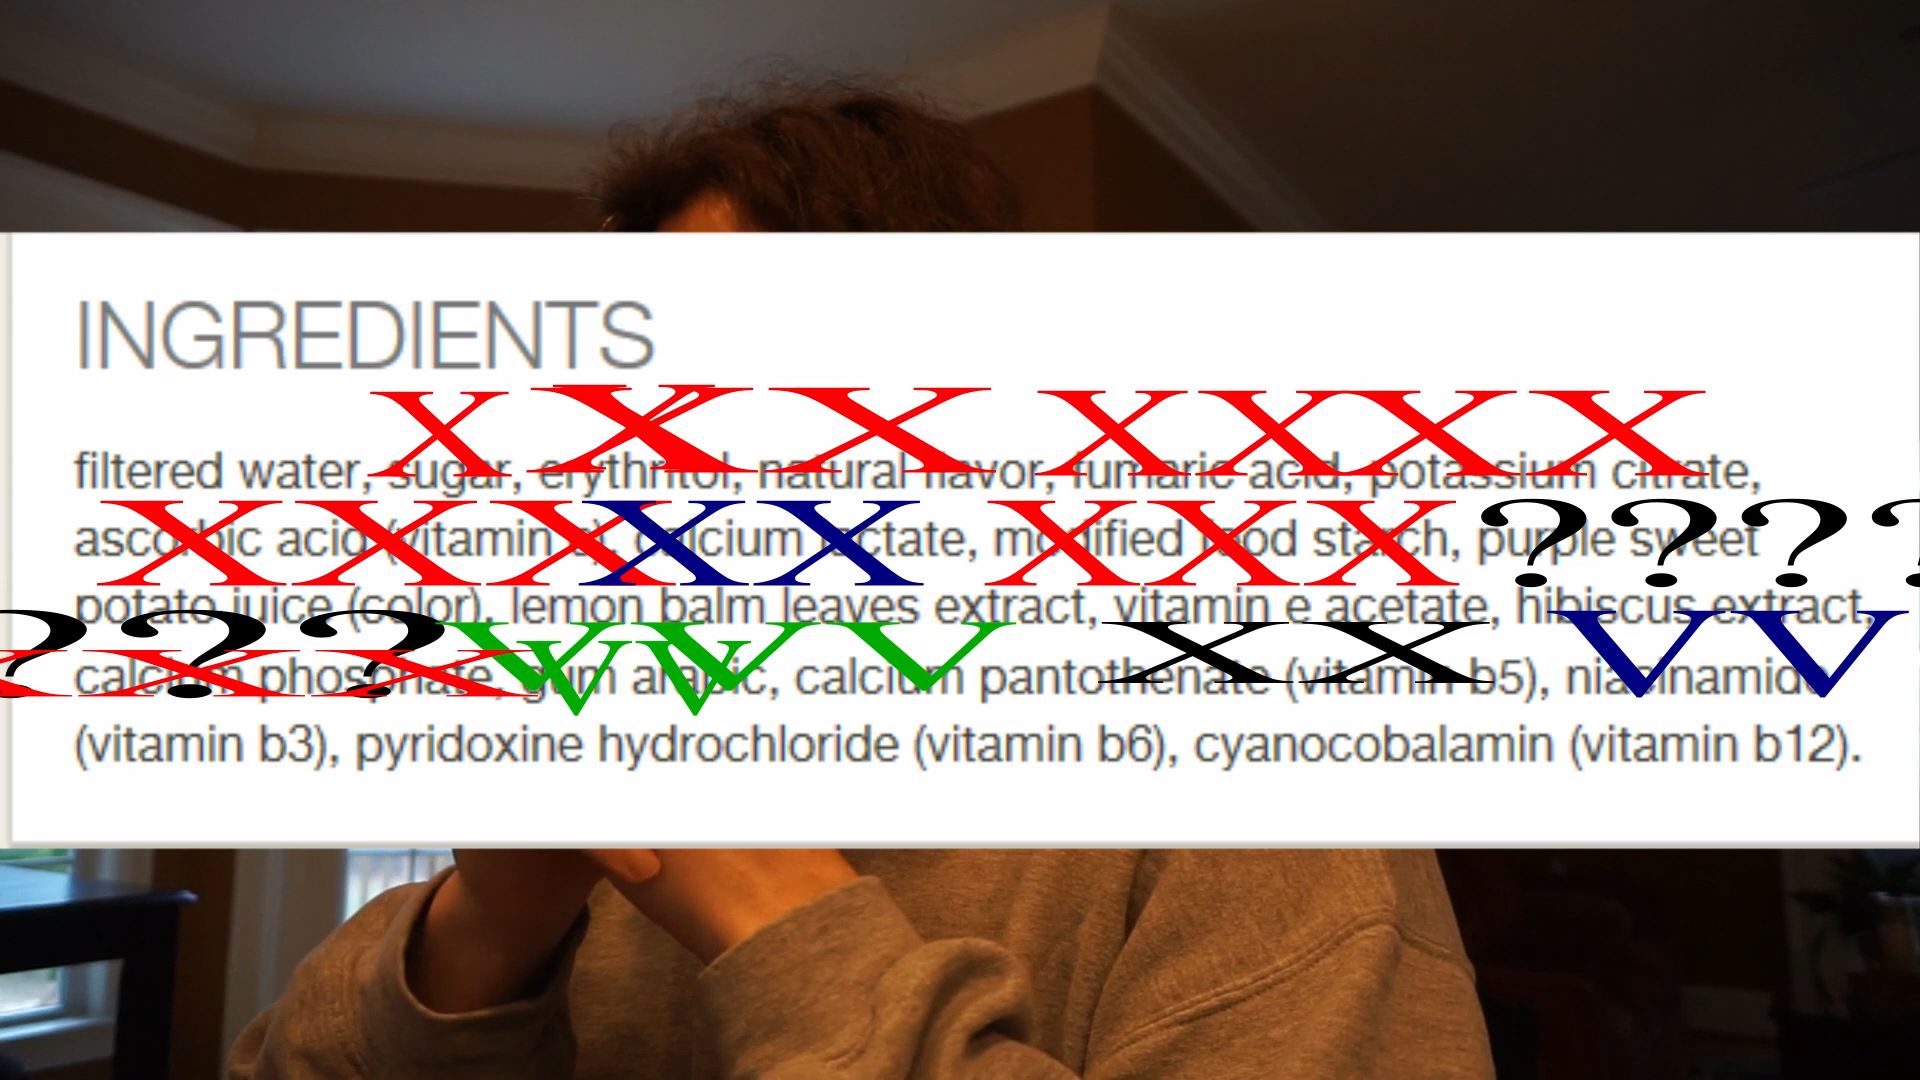 INGREDIENTS
X X X X X X X
filtered water, sugar, erythritol, natural flavor, fumaric acid, potassium citrate,
X X X X X X X X ? ? ? ?
ascorbic acid (vitamin c), calcium lactate, modified food starch, purple sweet
potato juice (color), lemon balm leaves extract, vitamin e acetate, hibiscus extract,
? ? ? V V V X X V V
X X X V V
calcium phosphate, gum arabic, calcium pantothenate (vitamin b5), niacinamide
(vitamin b3), pyridoxine hydrochloride (vitamin b6), cyanocobalamin (vitamin b12).